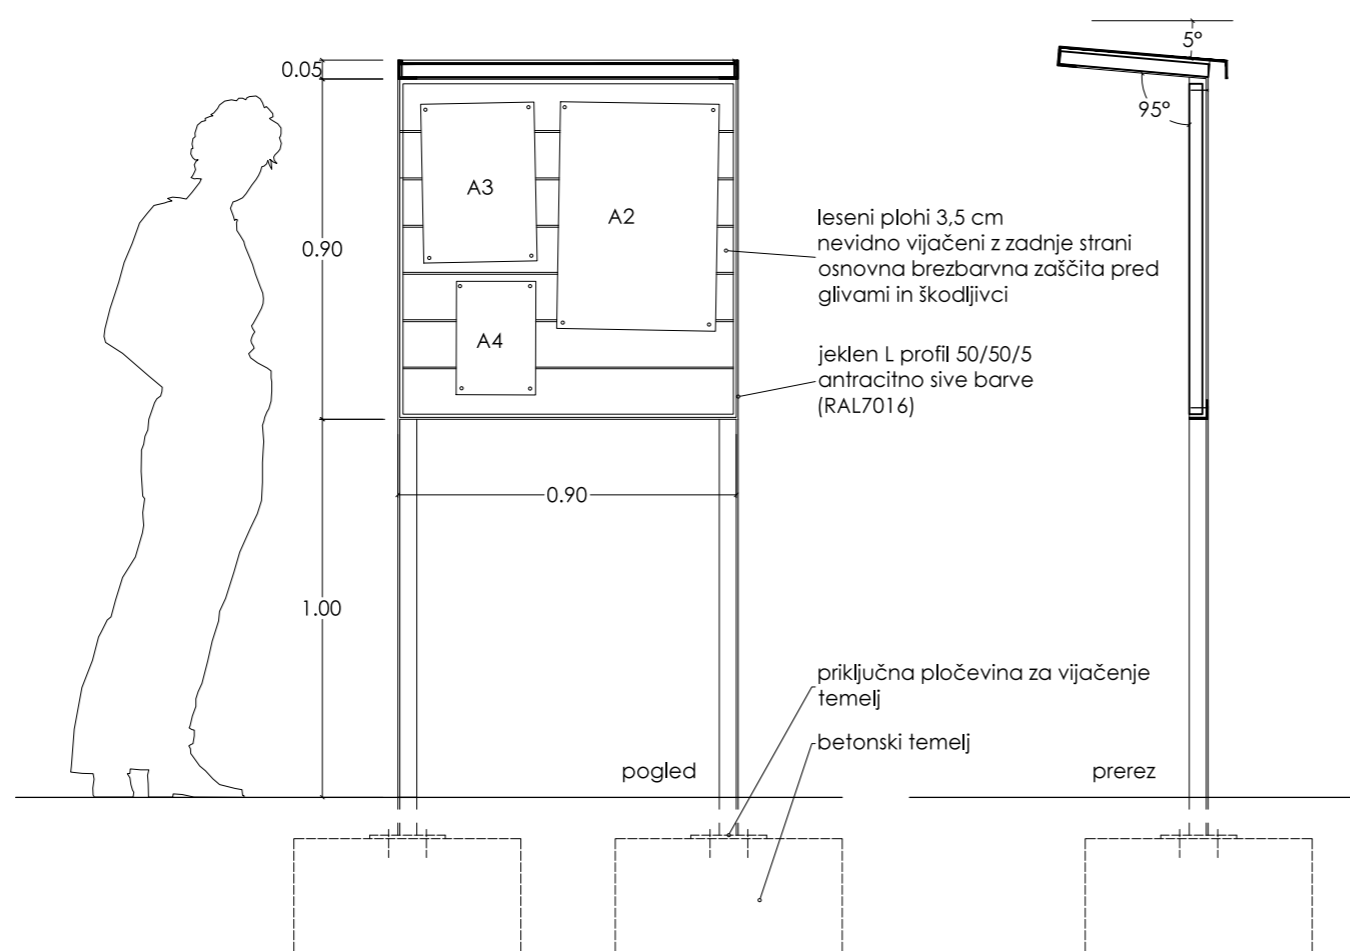 0.05
5°
95°
A3
A2
0.90
leseni plohi 3,5 cm
nevidno vijačeni z zadnje strani
osnovna brezbarvna zaščita pred
glivami in škodljivci
A4
jeklen L profil 50/50/5
antracitno sive barve
(RAL7016)
0.90
1.00
priključna pločevina za vijačenje
temelj
betonski temelj
pogled
prerez